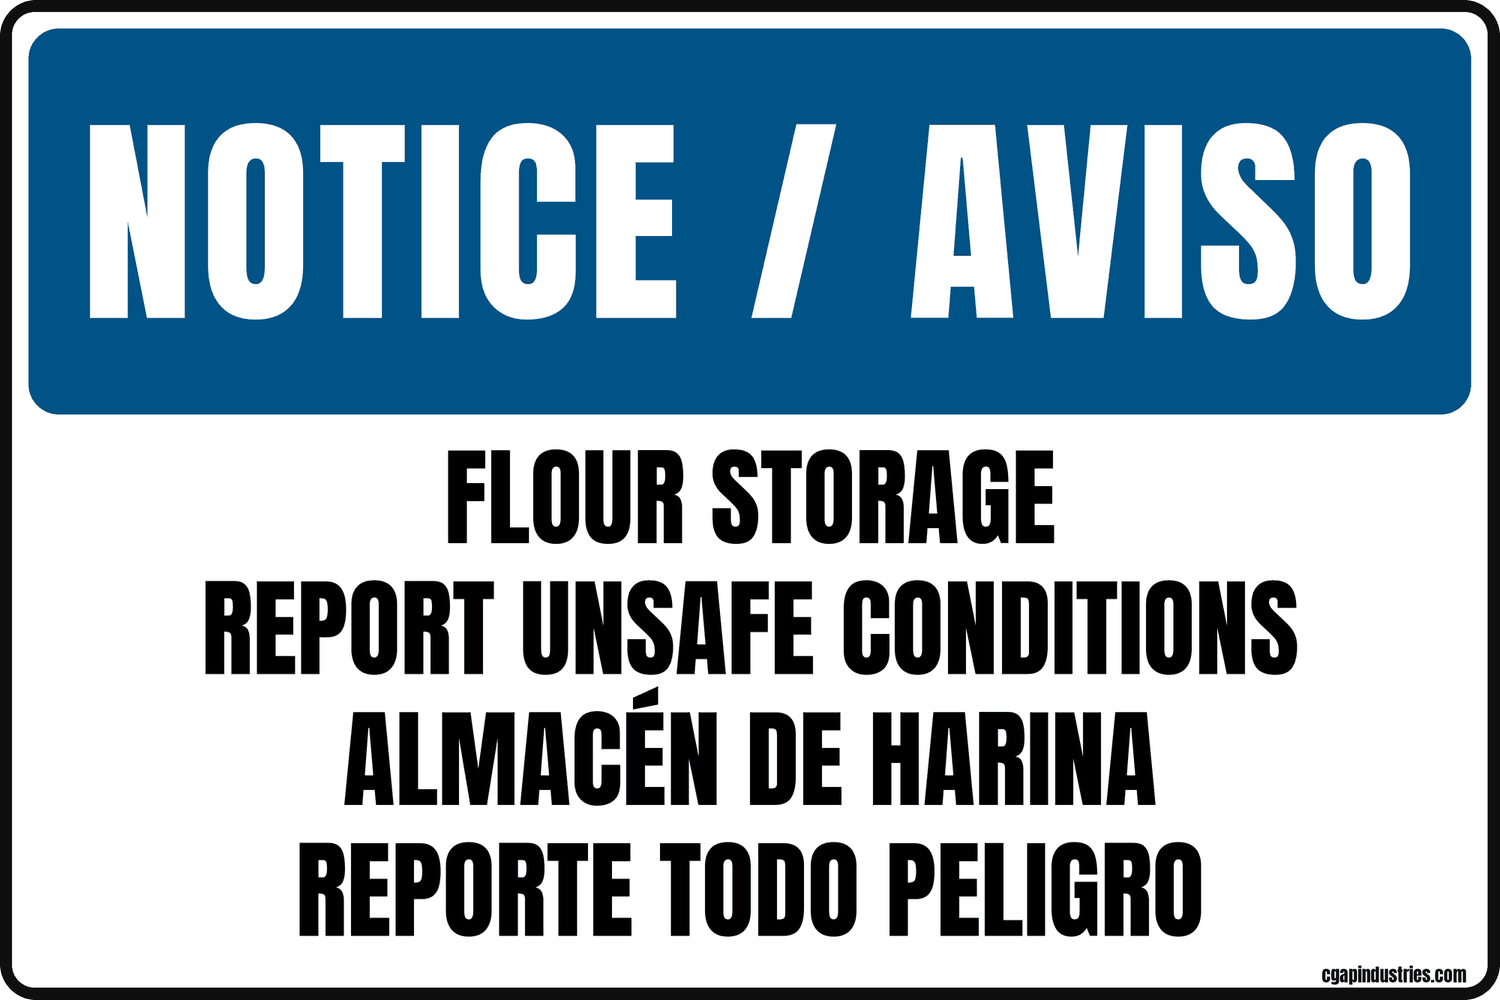 NOTICE / AVISO
FLOUR STORAGE
REPORT UNSAFE CONDITIONS
ALMACÉN DE HARINA
REPORTE TODO PELIGRO
cgapindustries.com